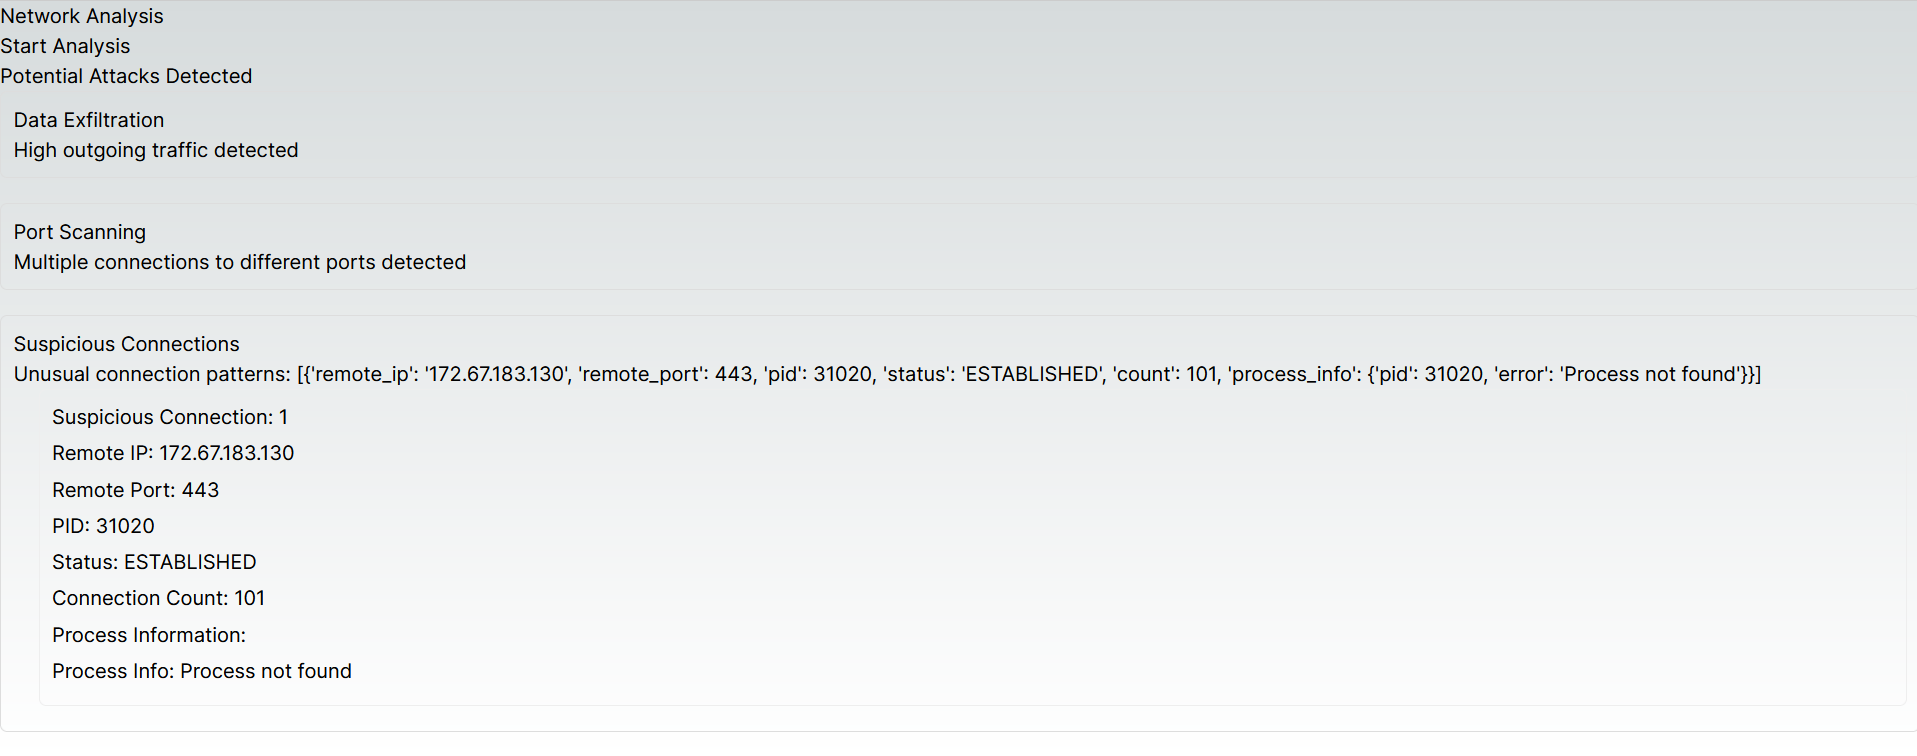 Network Analysis
Start Analysis
Potential Attacks Detected
Data Exfiltration
High outgoing traffic detected
Port Scanning
Multiple connections to different ports detected
Suspicious Connections
Unusual connection patterns: [{'remote_ip': '172.67.183.130', 'remote_port': 443, 'pid': 31020, 'status': 'ESTABLISHED', 'count': 101, 'process_info': {'pid': 31020, 'error': 'Process not found'}}]
Suspicious Connection: 1
Remote IP: 172.67.183.130
Remote Port: 443
PID: 31020
Status: ESTABLISHED
Connection Count: 101
Process Information:
Process Info: Process not found